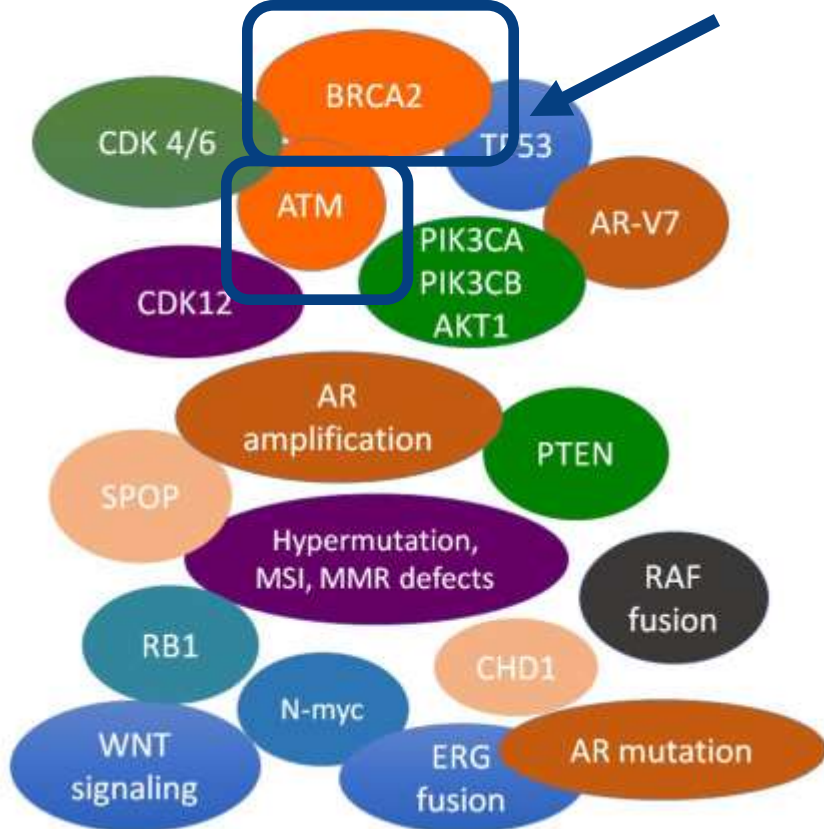 BRCA2
CDK 4/6
TP53
ATM
AR-V7
PIK3CA
PIK3CB
AKT1
CDK12
AR
amplification
PTEN
SPOP
Hypermutation,
MSI, MMR defects
RAF
fusion
RB1
CHD1
N-myc
WNT
signaling
ERG
fusion
AR mutation